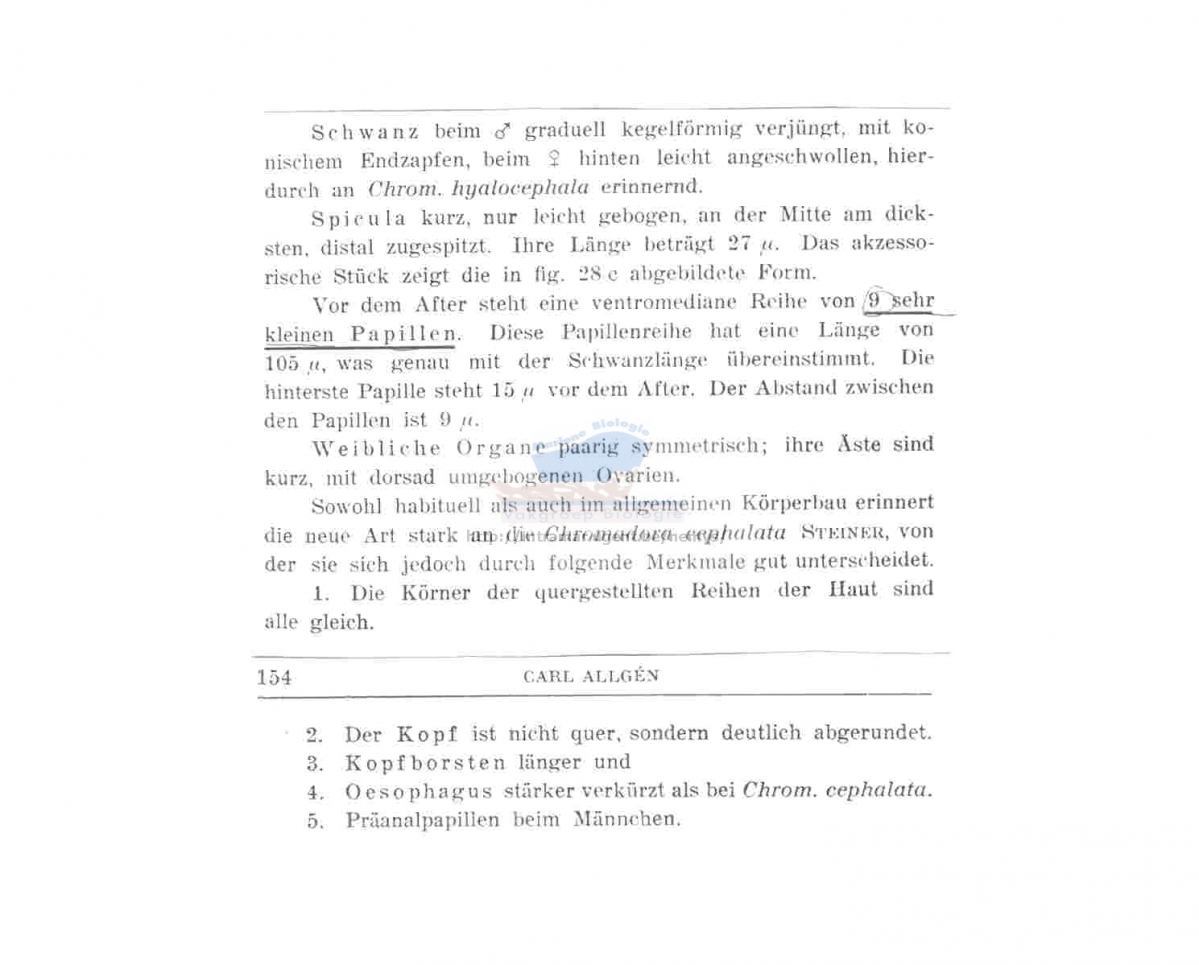 Schwanz beim ♂ graduell kegelförmig verjüngt, mit ko-
nischem Endzapfen, beim ♀ hinten leicht angeschwollen, hier-
durch an Chrom. hyalocephala erinnernd.
Spicula kurz, nur leicht gebogen, an der Mitte am dick-
sten, distal zugespitzt. Ihre Länge beträgt 27 μ. Das akzesso-
rische Stück zeigt die in fig. 28 c abgebildete Form.
Vor dem After steht eine ventromediane Reihe von 9 sehr
kleinen Papillen. Diese Papillenreihe hat eine Länge von
105 μ, was genau mit der Schwanzlänge übereinstimmt. Die
hinterste Papille steht 15 μ vor dem After. Der Abstand zwischen
den Papillen ist 9 μ.
Weibliche Organe paarig symmetrisch; ihre Äste sind
kurz, mit dorsad umgebogenen Ovarien.
Sowohl habituell als auch im allgemeinen Körperbau erinnert
die neue Art stark an die Chromadora cephalata STEINER, von
der sie sich jedoch durch folgende Merkmale gut unterscheidet.
1. Die Körner der quergestellten Reihen der Haut sind
alle gleich.
154 CARL ALLGÉN
2. Der Kopf ist nicht quer, sondern deutlich abgerundet.
3. Kopfborsten länger und
4. Oesophagus stärker verkürzt als bei Chrom. cephalata.
5. Präanalpapillen beim Männchen.